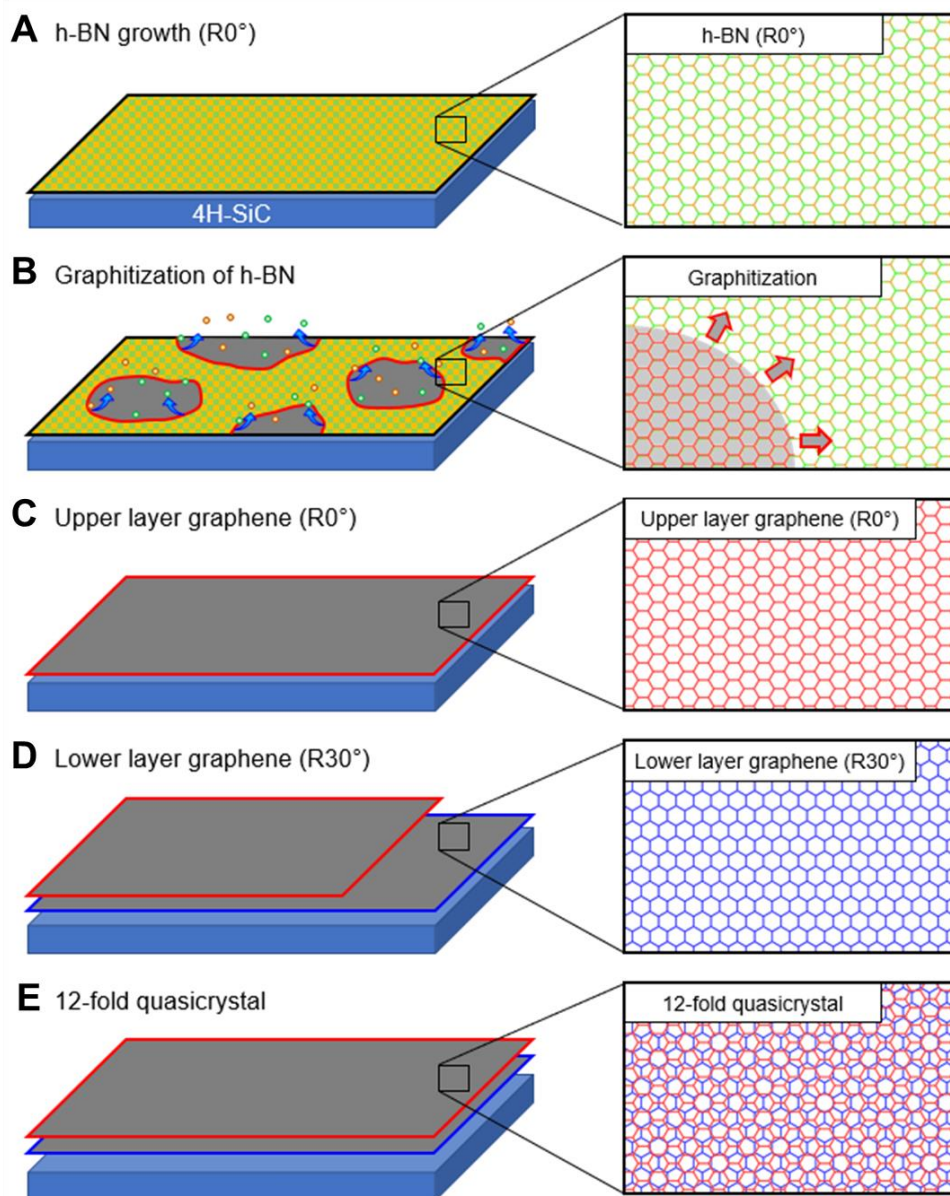 A h-BN growth (R0°)
h-BN (R0°)
4H-SiC
B Graphitization of h-BN
Graphitization
C Upper layer graphene (R0°)
Upper layer graphene (R0°)
D Lower layer graphene (R30°)
Lower layer graphene (R30°)
E 12-fold quasicrystal
12-fold quasicrystal